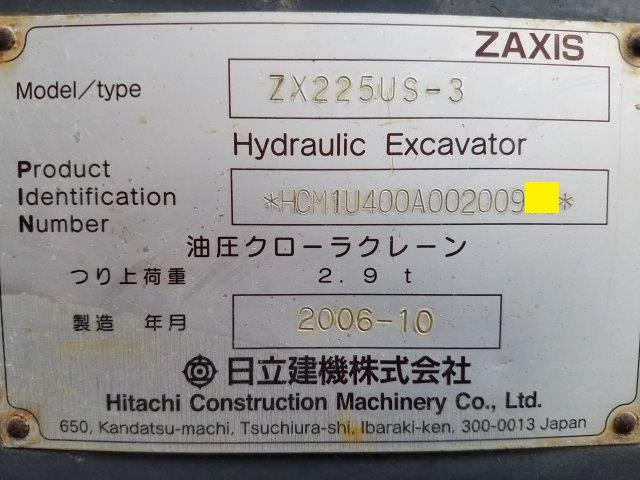 ZAXIS
Model/type ZX225US-3
Hydraulic Excavator
Product
Identification *HCM1U400A002009 *
Number
油圧クローラクレーン
つり上荷重 2.9 t
製造 年月 2006-10
日立建機株式会社
Hitachi Construction Machinery Co., Ltd.
650, Kandatsu-machi, Tsuchiura-shi, Ibaraki-ken, 300-0013 Japan